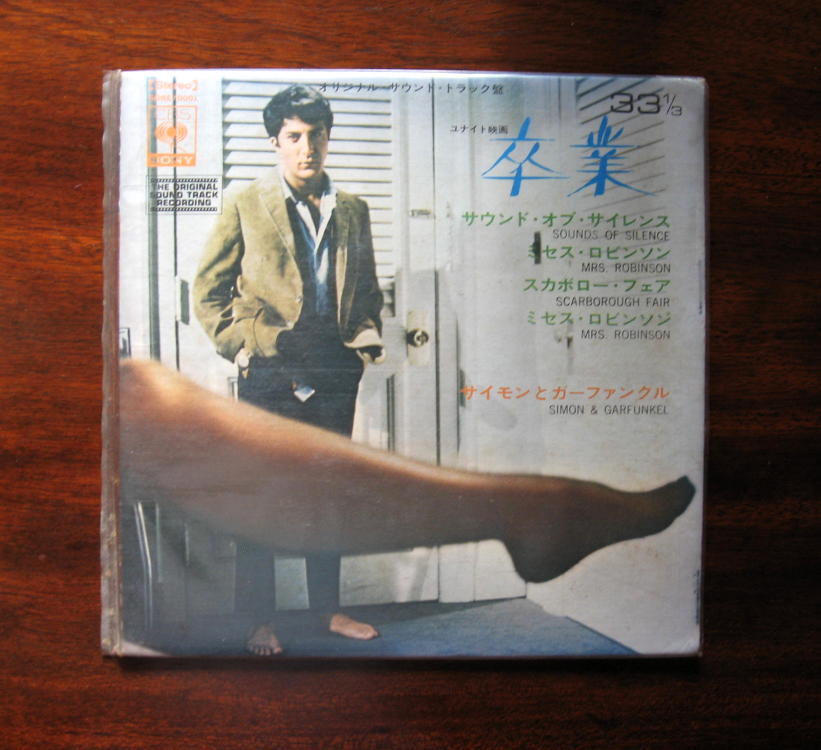 [Stereo]
CBS
SONY
THE ORIGINAL
SOUND TRACK
RECORDING
オリジナル・サウンド・トラック盤
33⅓
ユナイト映画
卒業
サウンド・オブ・サイレンス
SOUNDS OF SILENCE
ミセス・ロビンソン
MRS. ROBINSON
スカボロー・フェア
SCARBOROUGH FAIR
ミセス・ロビンソン
MRS. ROBINSON
サイモンとガーファンクル
SIMON & GARFUNKEL